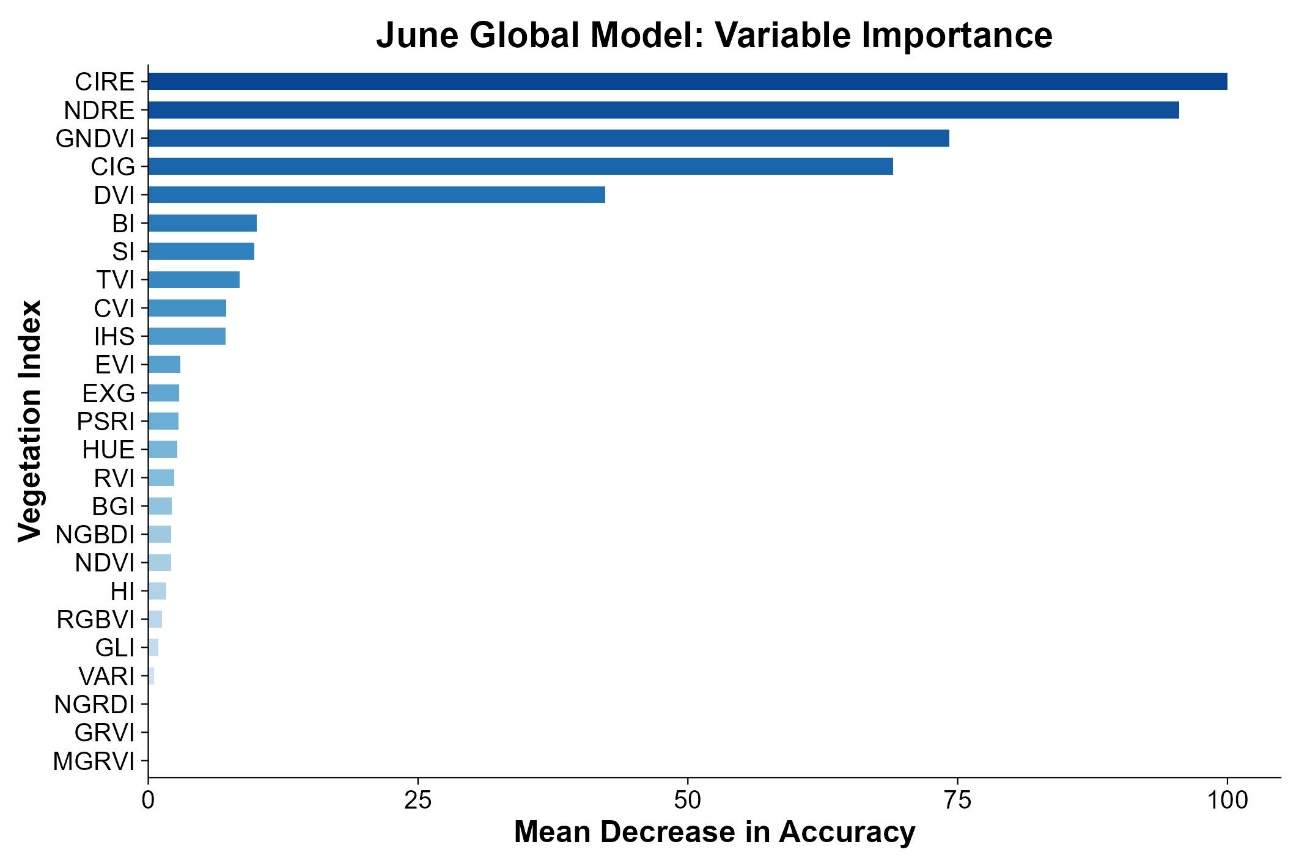 June Global Model: Variable Importance
Vegetation Index
CIRE
NDRE
GNDVI
CIG
DVI
BI
SI
TVI
CVI
IHS
EVI
EXG
PSRI
HUE
RVI
BGI
NGBDI
NDVI
HI
RGBVI
GLI
VARI
NGRDI
GRVI
MGRVI
0 25 50 75 100
Mean Decrease in Accuracy